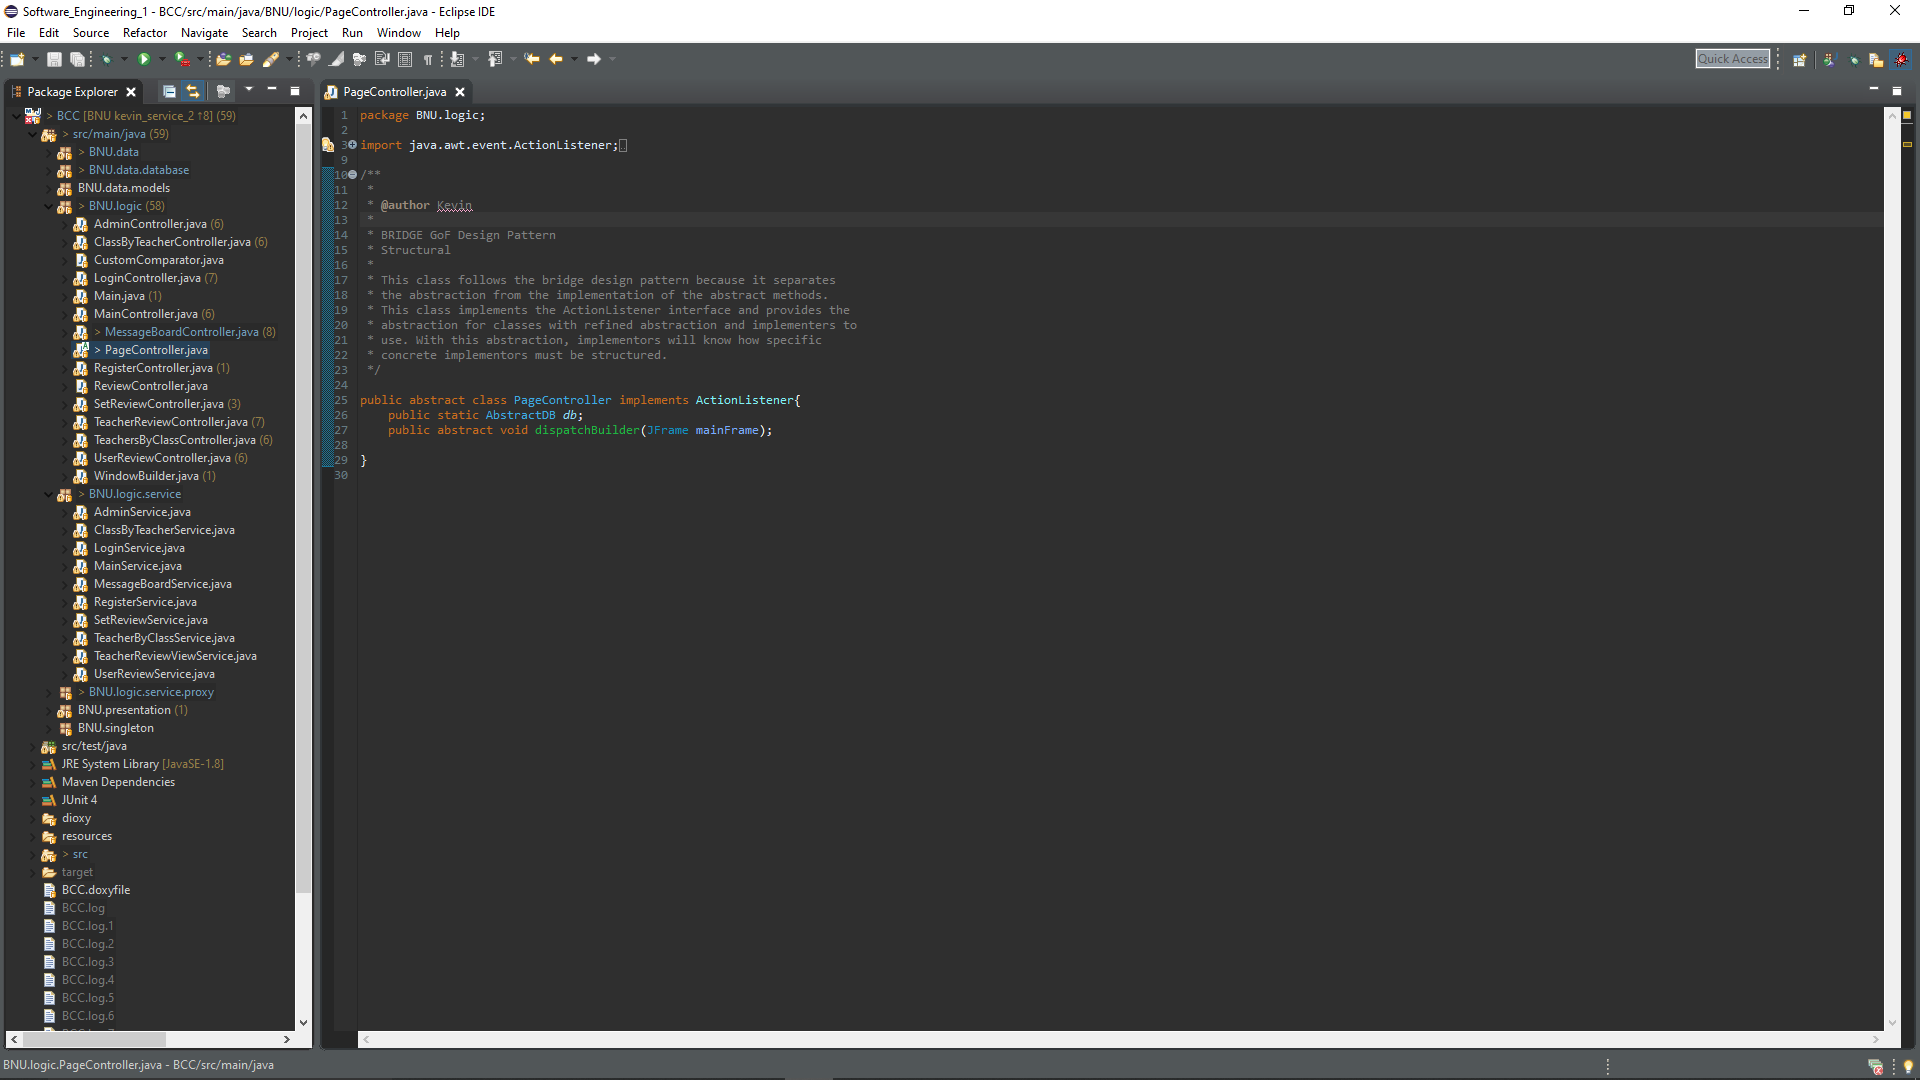 Software_Engineering_1 - BCC/src/main/java/BNU/logic/PageController.java - Eclipse IDE
File Edit Source Refactor Navigate Search Project Run Window Help
Quick Access
Package Explorer
> BCC [BNU kevin_service_2 ↑8] (59)
> src/main/java (59)
> BNU.data
> BNU.data.database
BNU.data.models
> BNU.logic (58)
AdminController.java (6)
ClassByTeacherController.java (6)
CustomComparator.java
LoginController.java (7)
Main.java (1)
MainController.java (6)
> MessageBoardController.java (8)
> PageController.java
RegisterController.java (1)
ReviewController.java
SetReviewController.java (3)
TeacherReviewController.java (7)
TeachersByClassController.java (6)
UserReviewController.java (6)
WindowBuilder.java (1)
> BNU.logic.service
AdminService.java
ClassByTeacherService.java
LoginService.java
MainService.java
MessageBoardService.java
RegisterService.java
SetReviewService.java
TeacherByClassService.java
TeacherReviewViewService.java
UserReviewService.java
> BNU.logic.service.proxy
BNU.presentation (1)
BNU.singleton
src/test/java
JRE System Library [JavaSE-1.8]
Maven Dependencies
JUnit 4
dioxy
resources
> src
target
BCC.doxyfile
BCC.log
BCC.log.1
BCC.log.2
BCC.log.3
BCC.log.4
BCC.log.5
BCC.log.6
PageController.java
1 package BNU.logic;
2
3 import java.awt.event.ActionListener;
9
10 /**
11 *
12 * @author Kevin
13 *
14 * BRIDGE GoF Design Pattern
15 * Structural
16 *
17 * This class follows the bridge design pattern because it separates
18 * the abstraction from the implementation of the abstract methods.
19 * This class implements the ActionListener interface and provides the
20 * abstraction for classes with refined abstraction and implementers to
21 * use. With this abstraction, implementors will know how specific
22 * concrete implementors must be structured.
23 */
24
25 public abstract class PageController implements ActionListener{
26 public static AbstractDB db;
27 public abstract void dispatchBuilder(JFrame mainFrame);
28
29 }
30
BNU.logic.PageController.java - BCC/src/main/java